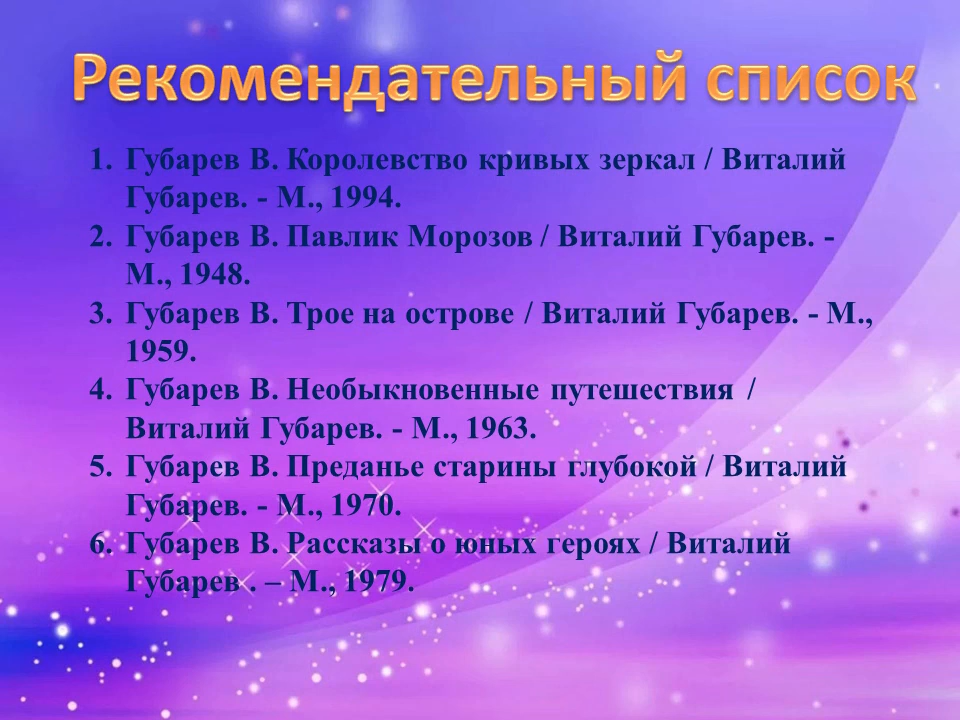 Рекомендательный список
1. Губарев В. Королевство кривых зеркал / Виталий
Губарев. - М., 1994.
2. Губарев В. Павлик Морозов / Виталий Губарев. -
М., 1948.
3. Губарев В. Трое на острове / Виталий Губарев. - М.,
1959.
4. Губарев В. Необыкновенные путешествия /
Виталий Губарев. - М., 1963.
5. Губарев В. Преданье старины глубокой / Виталий
Губарев. - М., 1970.
6. Губарев В. Рассказы о юных героях / Виталий
Губарев . – М., 1979.